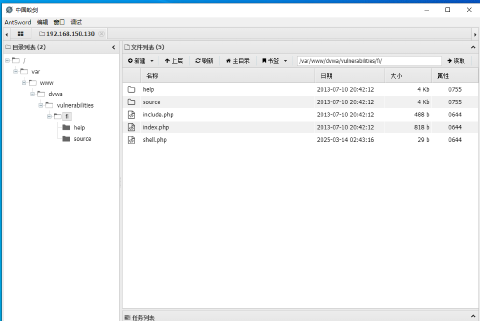 中国蚁剑
AntSword 编辑 窗口 调试
192.168.150.130
目录列表 (2)
/
var
www
dvwa
vulnerabilities
fi
help
source
文件列表 (5)
新建 上层 刷新 主目录 书签 /var/www/dvwa/vulnerabilities/fi/ 读取
名称 日期 大小 属性
help 2013-07-10 20:42:12 4 Kb 0755
source 2013-07-10 20:42:12 4 Kb 0755
include.php 2013-07-10 20:42:12 488 b 0644
index.php 2013-07-10 20:42:12 818 b 0644
shell.php 2025-03-14 02:43:16 29 b 0644
任务列表